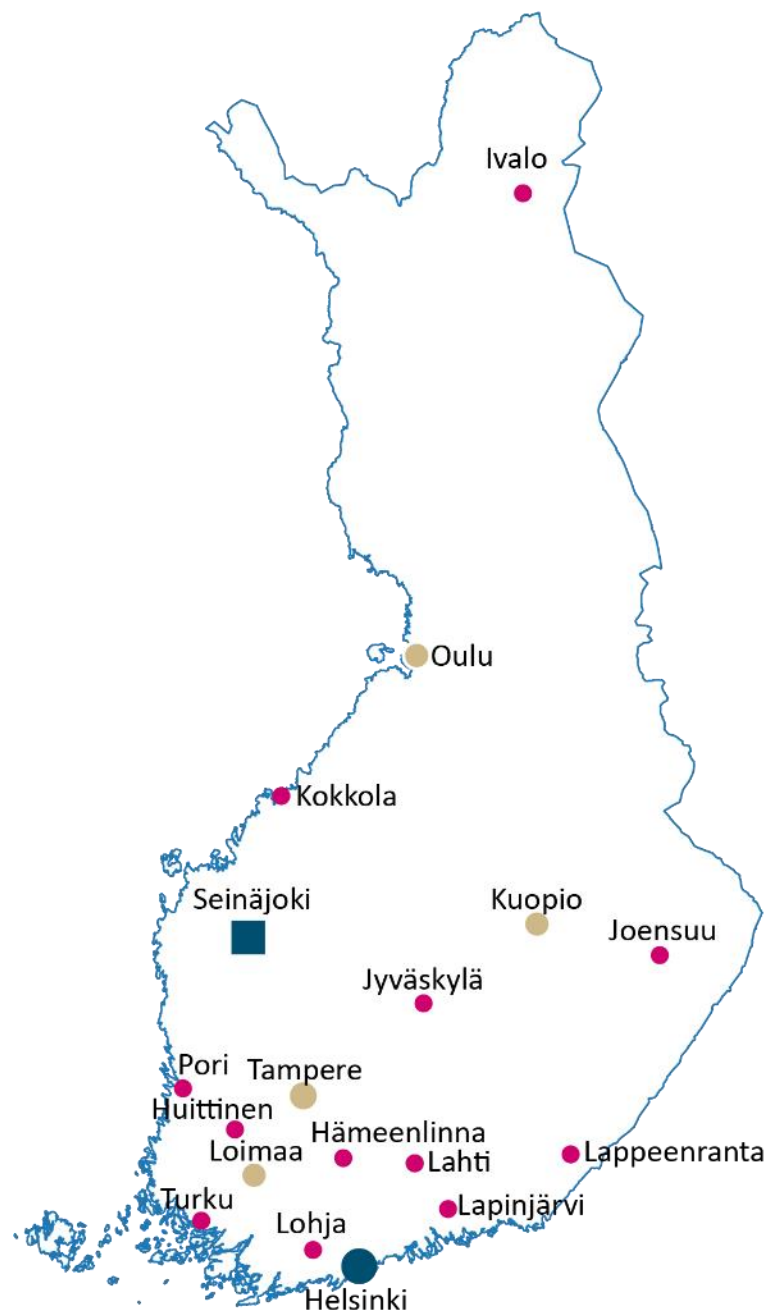 Ivalo
Oulu
Kokkola
Seinäjoki
Kuopio
Joensuu
Jyväskylä
Pori
Tampere
Huittinen
Hämeenlinna
Loimaa
Lahti
Lappeenranta
Turku
Lapinjärvi
Lohja
Helsinki